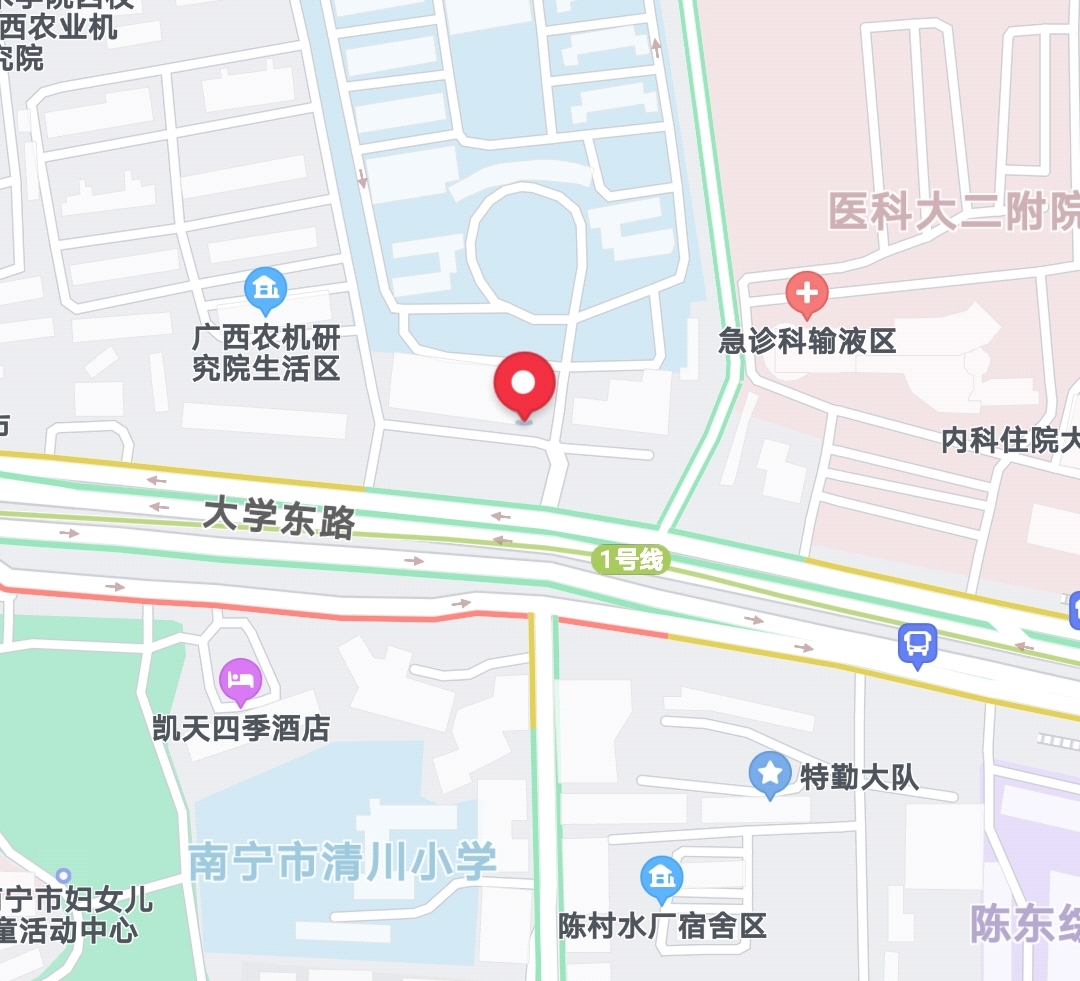 西农业机
究院
医科大二附院
广西农机研
究院生活区
急诊科输液区
内科住院大
大学东路
1号线
凯天四季酒店
特勤大队
南宁市清川小学
宁市妇女儿
童活动中心
陈村水厂宿舍区
陈东